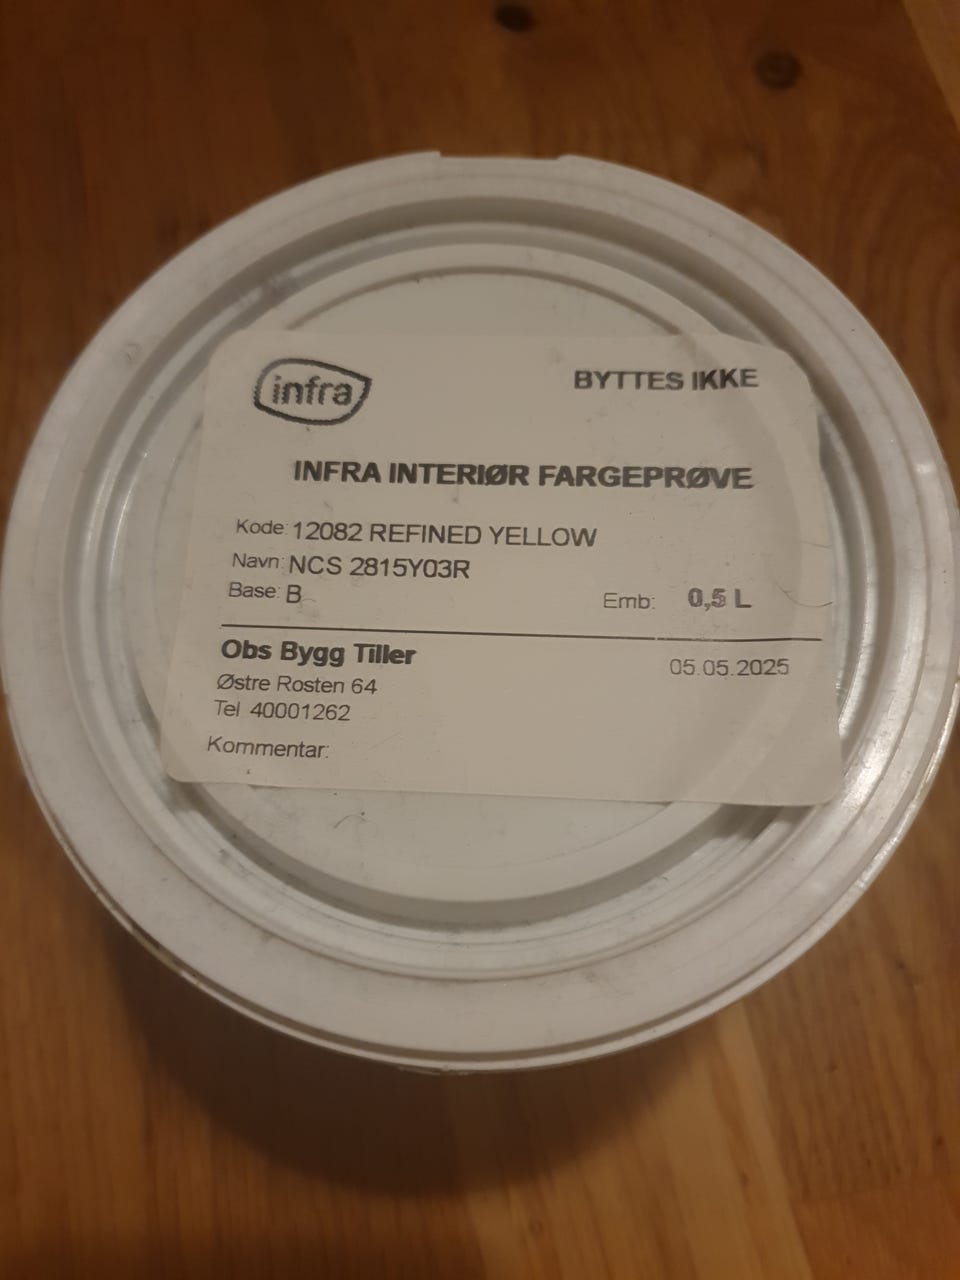 infra
BYTTES IKKE
INFRA INTERIØR FARGEPRØVE
Kode: 12082 REFINED YELLOW
Navn: NCS 2815Y03R
Base: B
Emb: 0,5 L
Obs Bygg Tiller
05.05.2025
Østre Rosten 64
Tel 40001262
Kommentar: